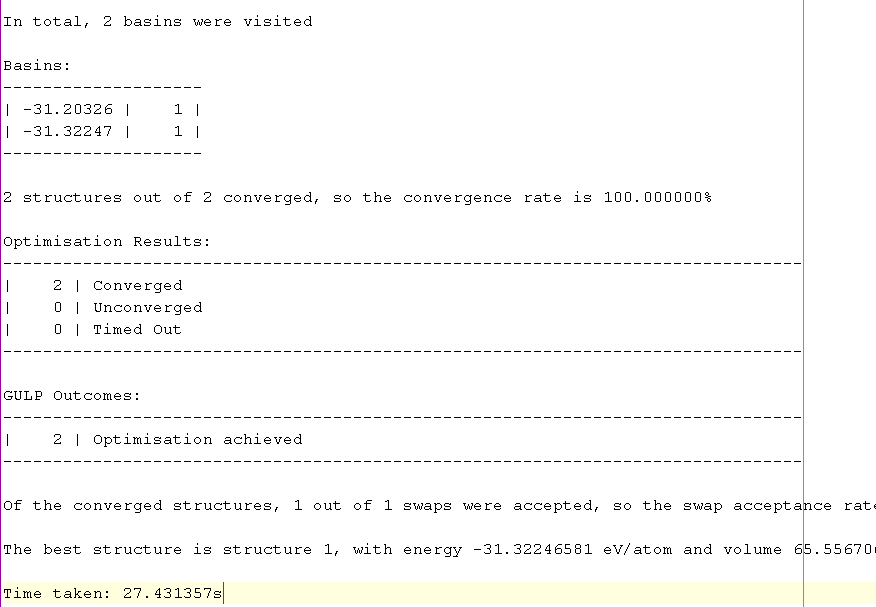 In total, 2 basins were visited
Basins:
--------------------
| -31.20326 |    1 |
| -31.32247 |    1 |
--------------------
2 structures out of 2 converged, so the convergence rate is 100.000000%
Optimisation Results:
--------------------------------------------------------------------------------
|    2 | Converged
|    0 | Unconverged
|    0 | Timed Out
--------------------------------------------------------------------------------
GULP Outcomes:
--------------------------------------------------------------------------------
|    2 | Optimisation achieved
--------------------------------------------------------------------------------
Of the converged structures, 1 out of 1 swaps were accepted, so the swap acceptance rate
The best structure is structure 1, with energy -31.32246581 eV/atom and volume 65.55670
Time taken: 27.431357s